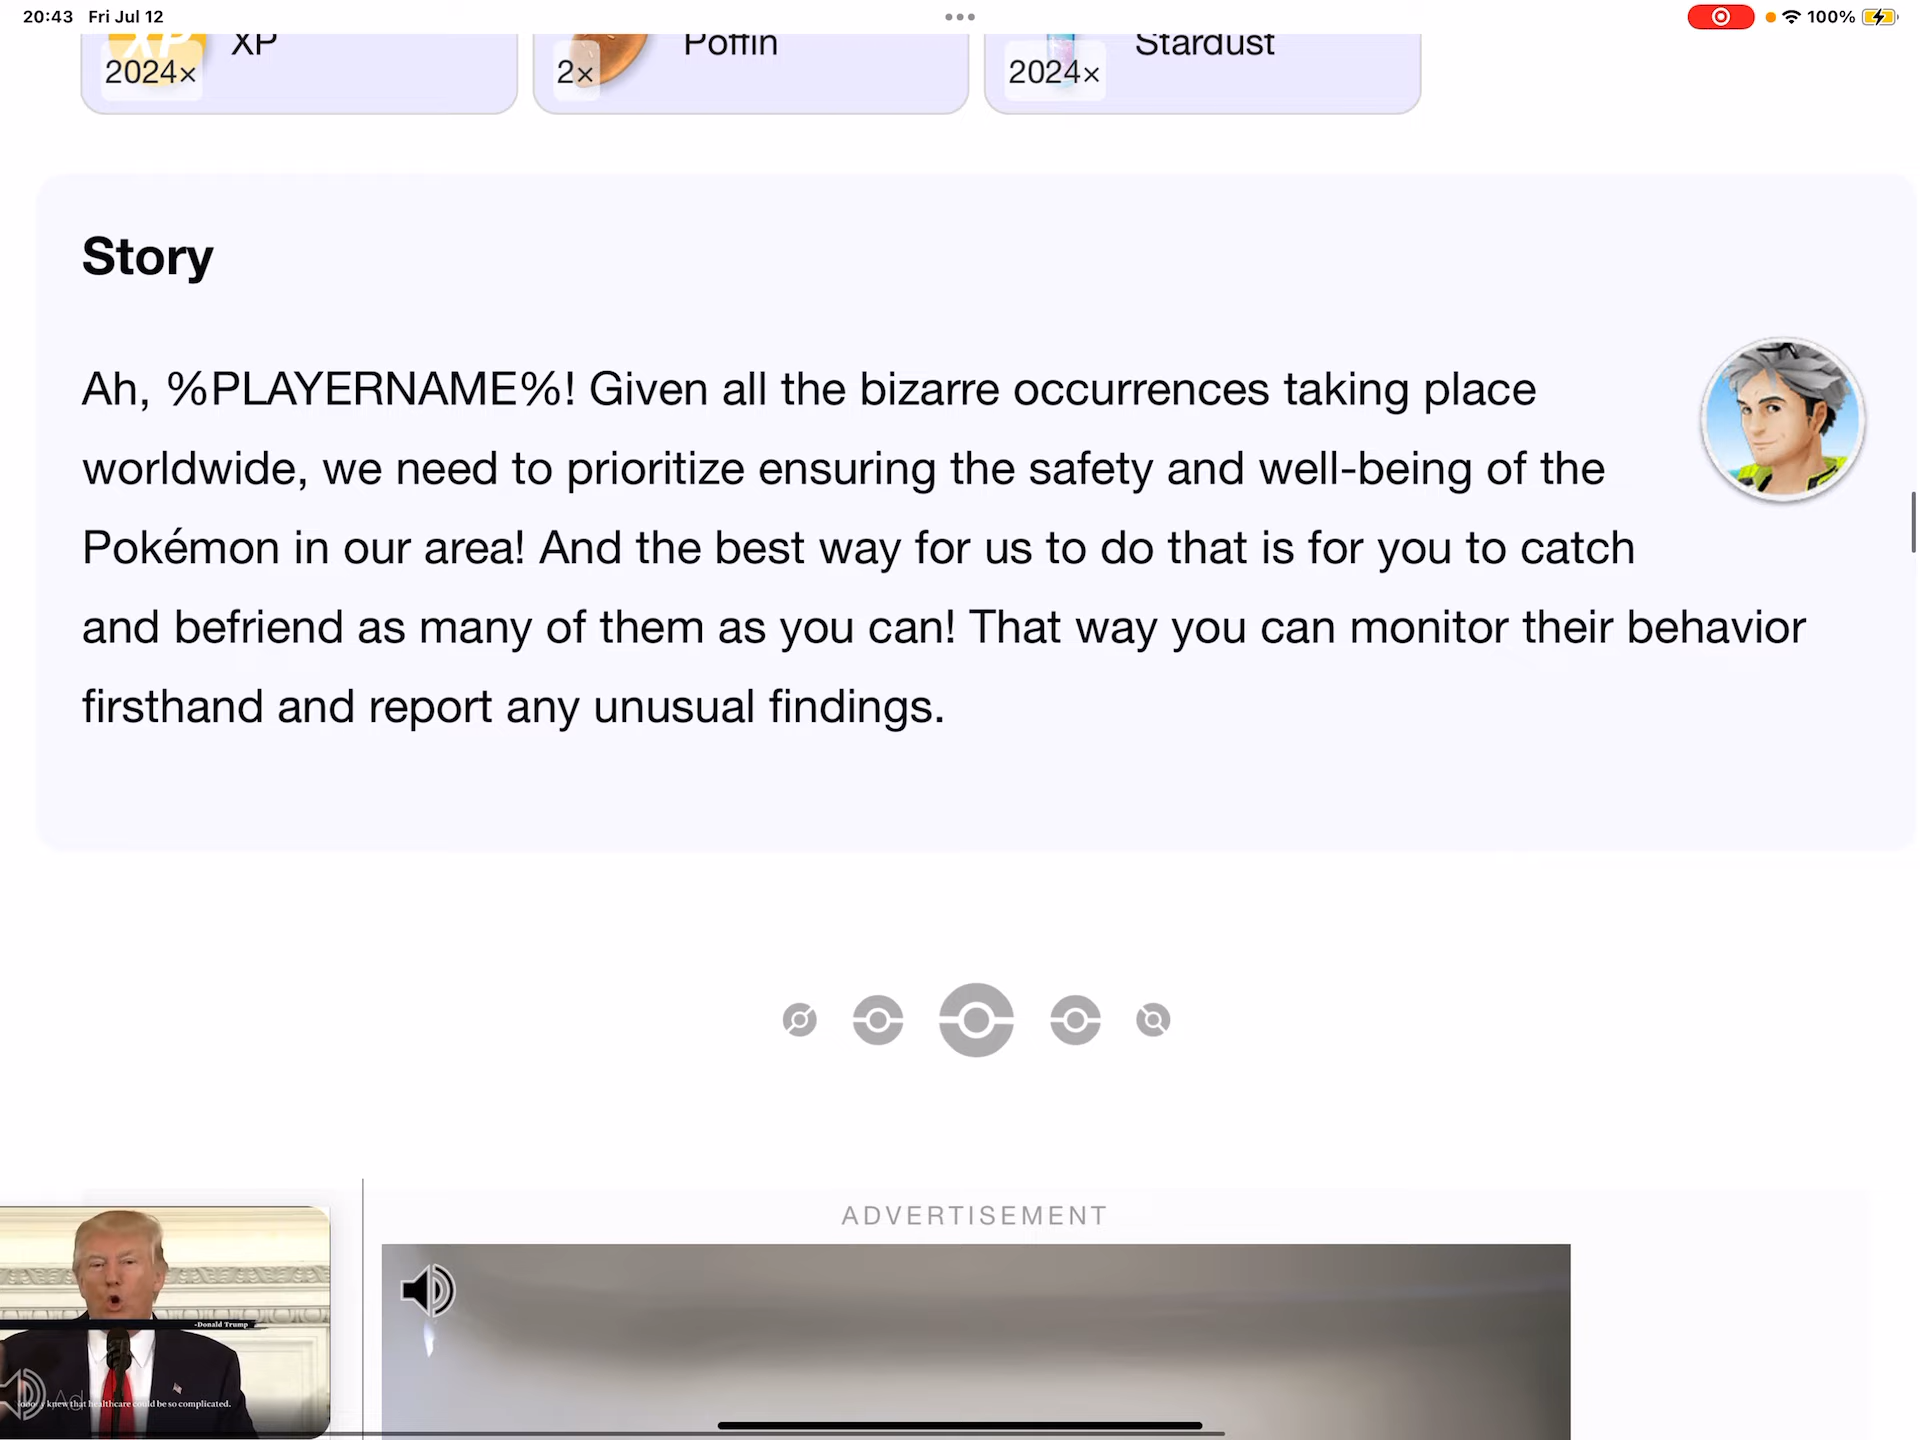 20:43 Fri Jul 12
100%
XP
2024×
Poffin
2×
Stardust
2024×
Story
Ah, %PLAYERNAME%! Given all the bizarre occurrences taking place
worldwide, we need to prioritize ensuring the safety and well-being of the
Pokémon in our area! And the best way for us to do that is for you to catch
and befriend as many of them as you can! That way you can monitor their behavior
firsthand and report any unusual findings.
ADVERTISEMENT
-Donald Trump
Ad
knew that healthcare could be so complicated.